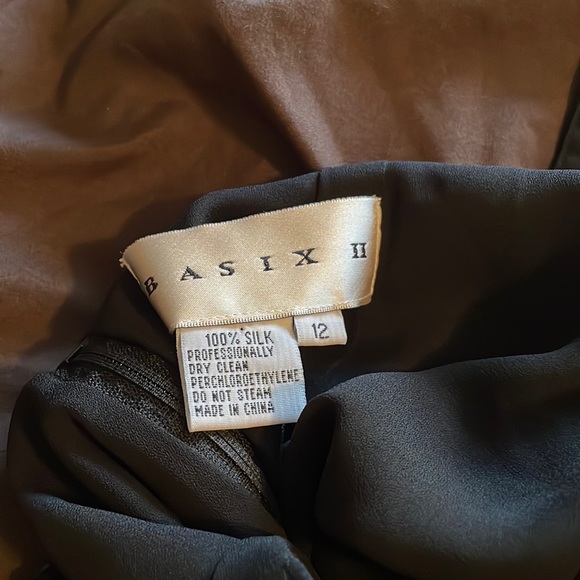 BASIX II
12
100% SILK
PROFESSIONALLY
DRY CLEAN
PERCHLOROETHYLENE
DO NOT STEAM
MADE IN CHINA